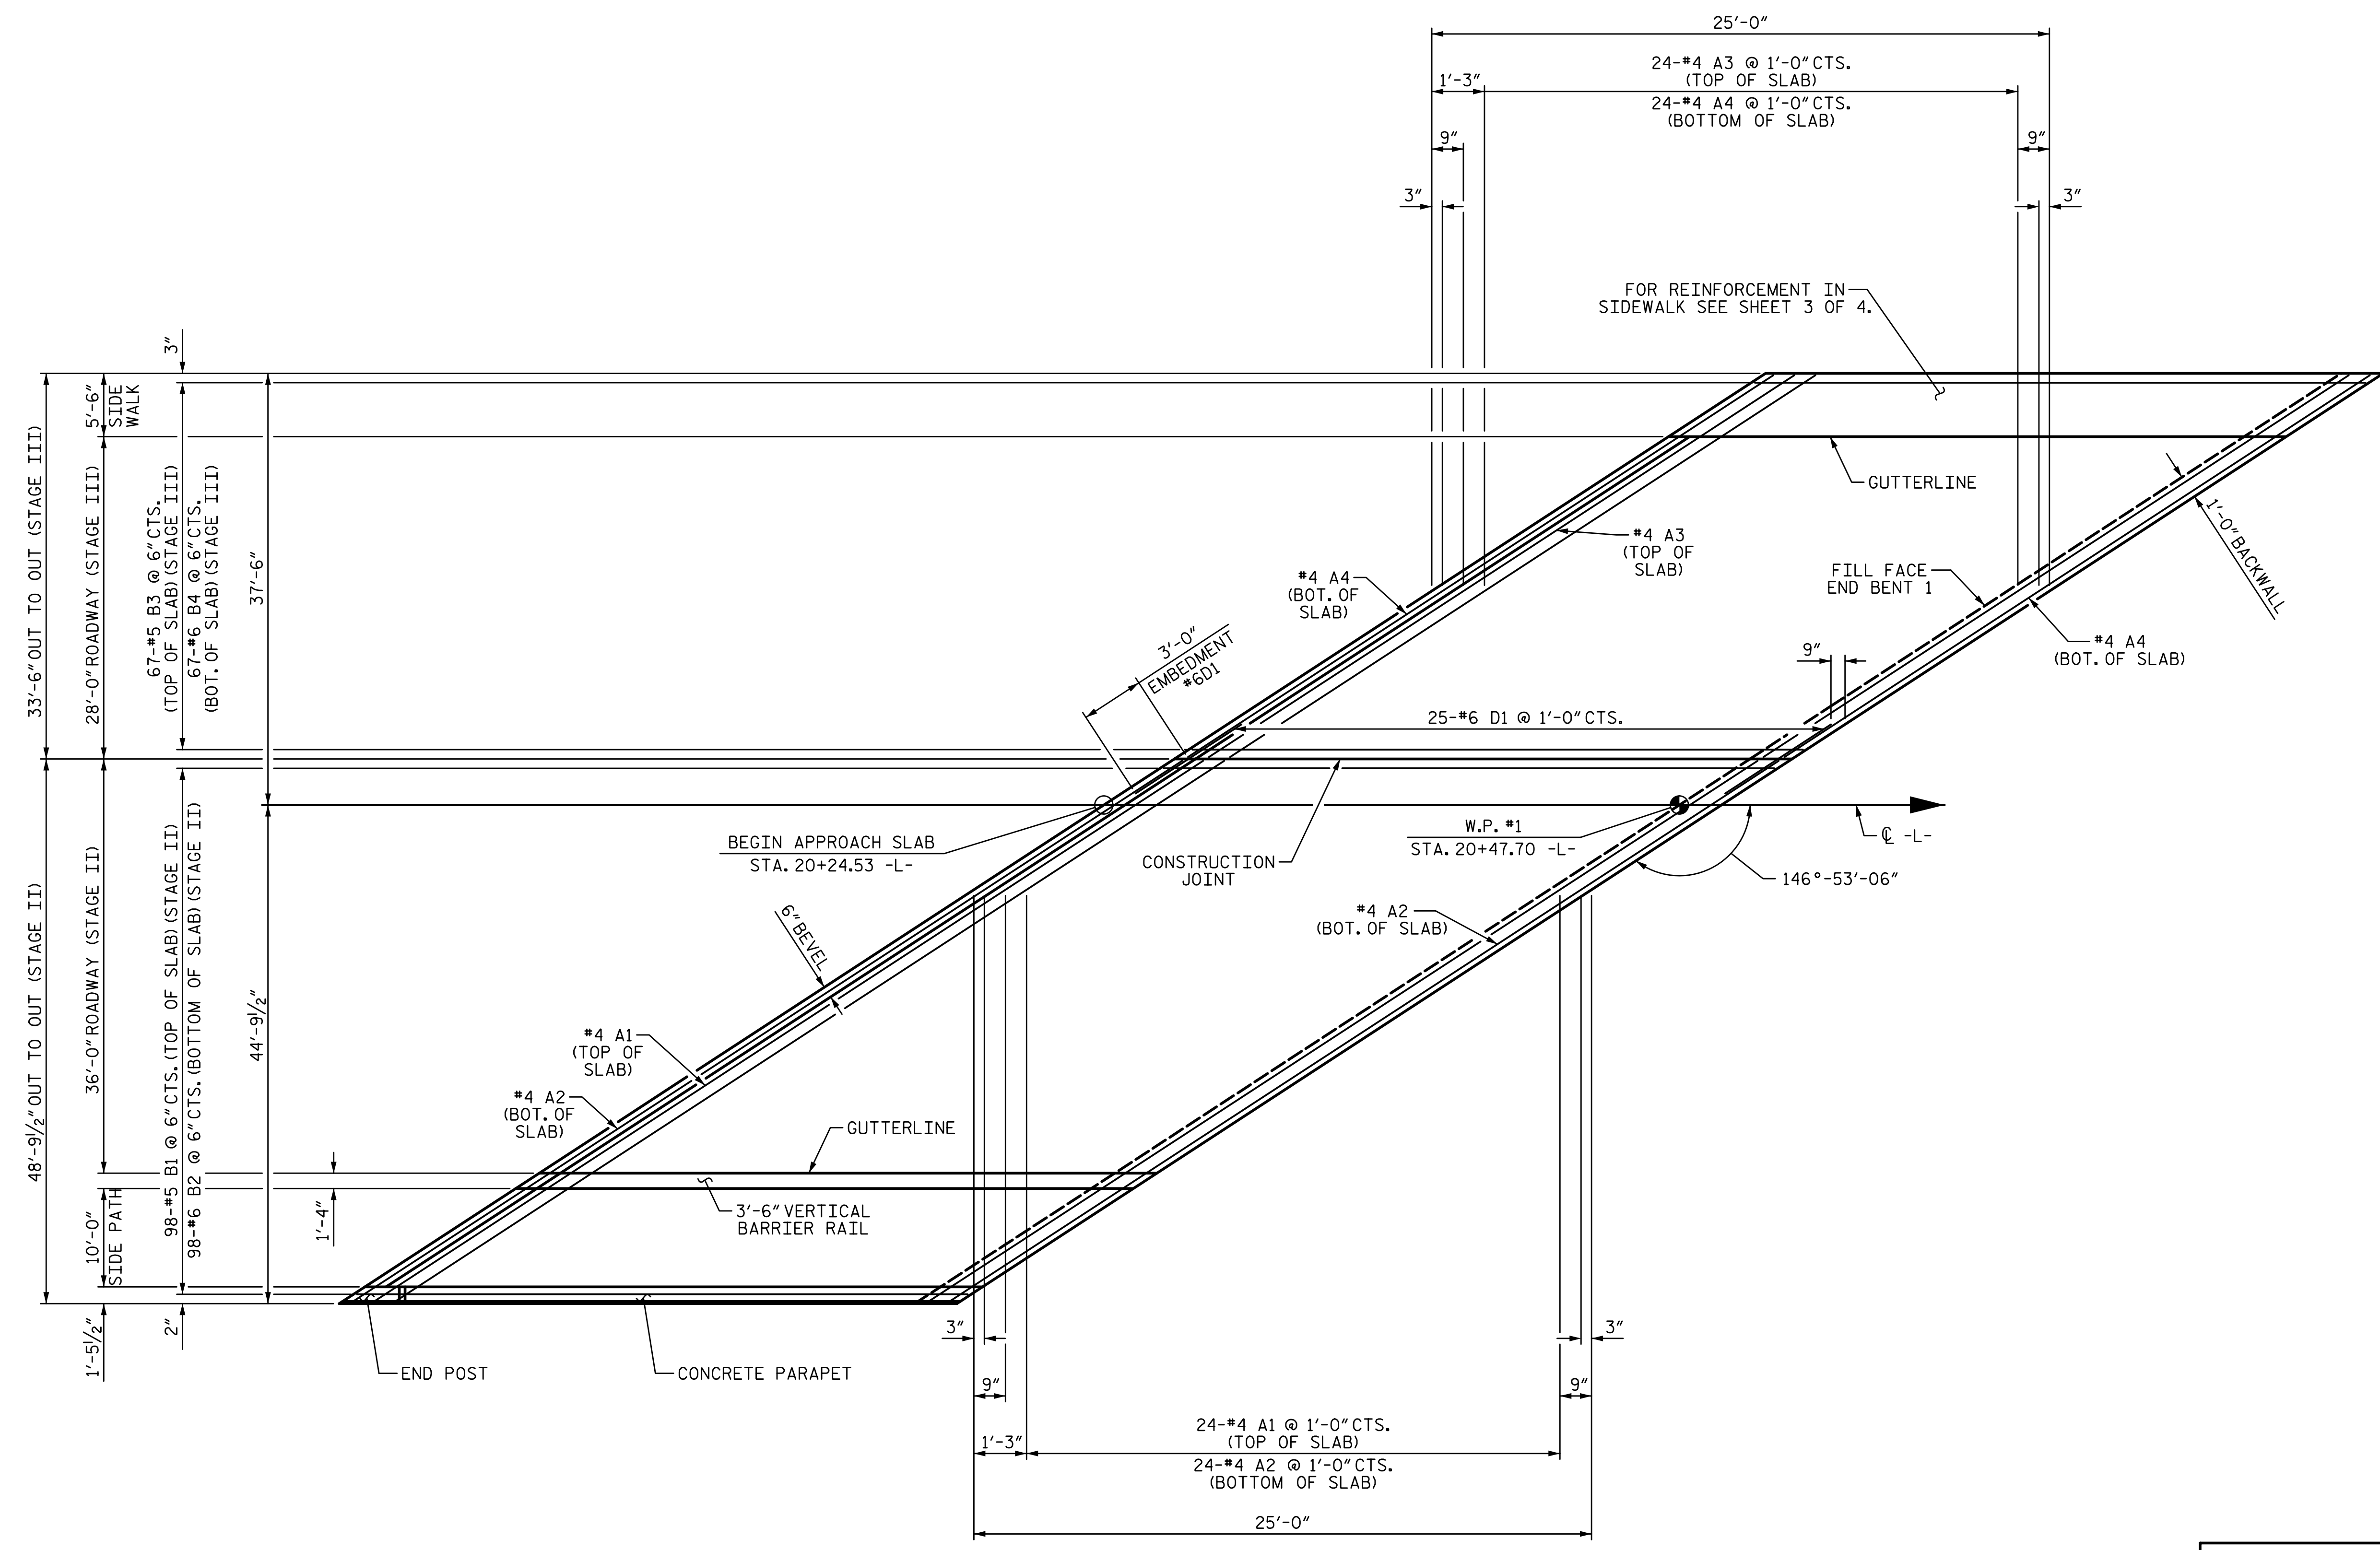 25'-0"
24-#4 A3 @ 1'-0"CTS.
(TOP OF SLAB)
1'-3"
24-#4 A4 @ 1'-0"CTS.
(BOTTOM OF SLAB)
9"
9"
3"
3"
FOR REINFORCEMENT IN
SIDEWALK SEE SHEET 3 OF 4.
33'-6"OUT TO OUT (STAGE III)
5'-6"
SIDE
WALK
28'-0"ROADWAY (STAGE III)
3"
67-#5 B3 @ 6"CTS.
(TOP OF SLAB)(STAGE III)
67-#6 B4 @ 6"CTS.
(BOT. OF SLAB)(STAGE III)
37'-6"
GUTTERLINE
1'-0"BACKWALL
#4 A3
(TOP OF
SLAB)
#4 A4
(BOT. OF
SLAB)
FILL FACE
END BENT 1
#4 A4
(BOT. OF SLAB)
3'-0"
EMBEDMENT
#6D1
9"
25-#6 D1 @ 1'-0"CTS.
BEGIN APPROACH SLAB
STA. 20+24.53 -L-
CONSTRUCTION
JOINT
W.P. #1
STA. 20+47.70 -L-
℄ -L-
146°-53'-06"
48'-9½"OUT TO OUT (STAGE II)
36'-0"ROADWAY (STAGE II)
98-#5 B1 @ 6"CTS. (TOP OF SLAB)(STAGE II)
98-#6 B2 @ 6"CTS. (BOTTOM OF SLAB)(STAGE II)
44'-9½"
6"BEVEL
#4 A2
(BOT. OF SLAB)
#4 A1
(TOP OF
SLAB)
#4 A2
(BOT. OF
SLAB)
GUTTERLINE
3'-6"VERTICAL
BARRIER RAIL
10'-0"
SIDE PATH
1'-4"
1'-5½"
2"
END POST
CONCRETE PARAPET
3"
3"
9"
9"
24-#4 A1 @ 1'-0"CTS.
(TOP OF SLAB)
1'-3"
24-#4 A2 @ 1'-0"CTS.
(BOTTOM OF SLAB)
25'-0"